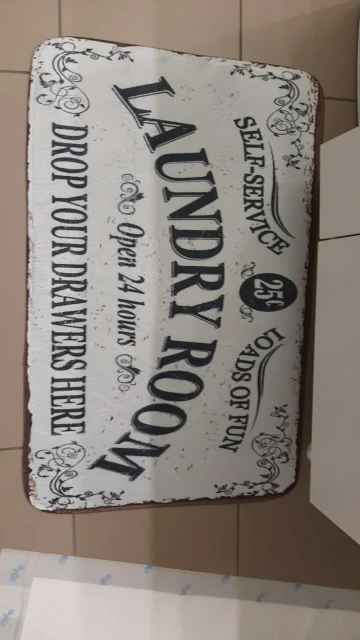 SELF-SERVICE 25¢ LOADS OF FUN
LAUNDRY ROOM
Open 24 hours
DROP YOUR DRAWERS HERE